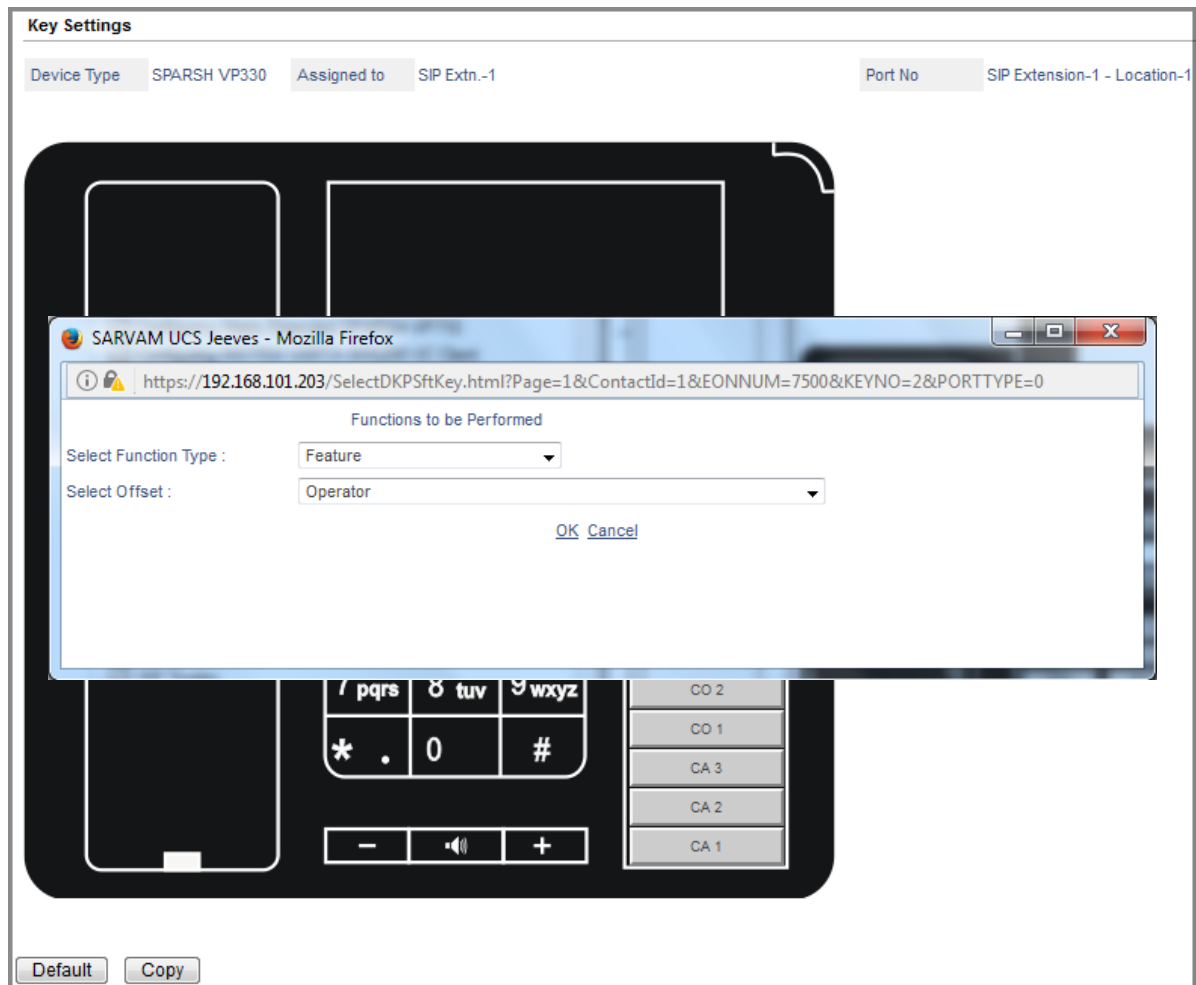 Key Settings
Device Type SPARSH VP330 Assigned to SIP Extn.-1 Port No SIP Extension-1 - Location-1
SARVAM UCS Jeeves - Mozilla Firefox
https://192.168.101.203/SelectDKPSftKey.html?Page=1&ContactId=1&EONNUM=7500&KEYNO=2&PORTTYPE=0
Functions to be Performed
Select Function Type : Feature
Select Offset : Operator
OK Cancel
7 pqrs 8 tuv 9 wxyz CO 2
CO 1
* . 0 #
CA 3
CA 2
− + CA 1
Default Copy